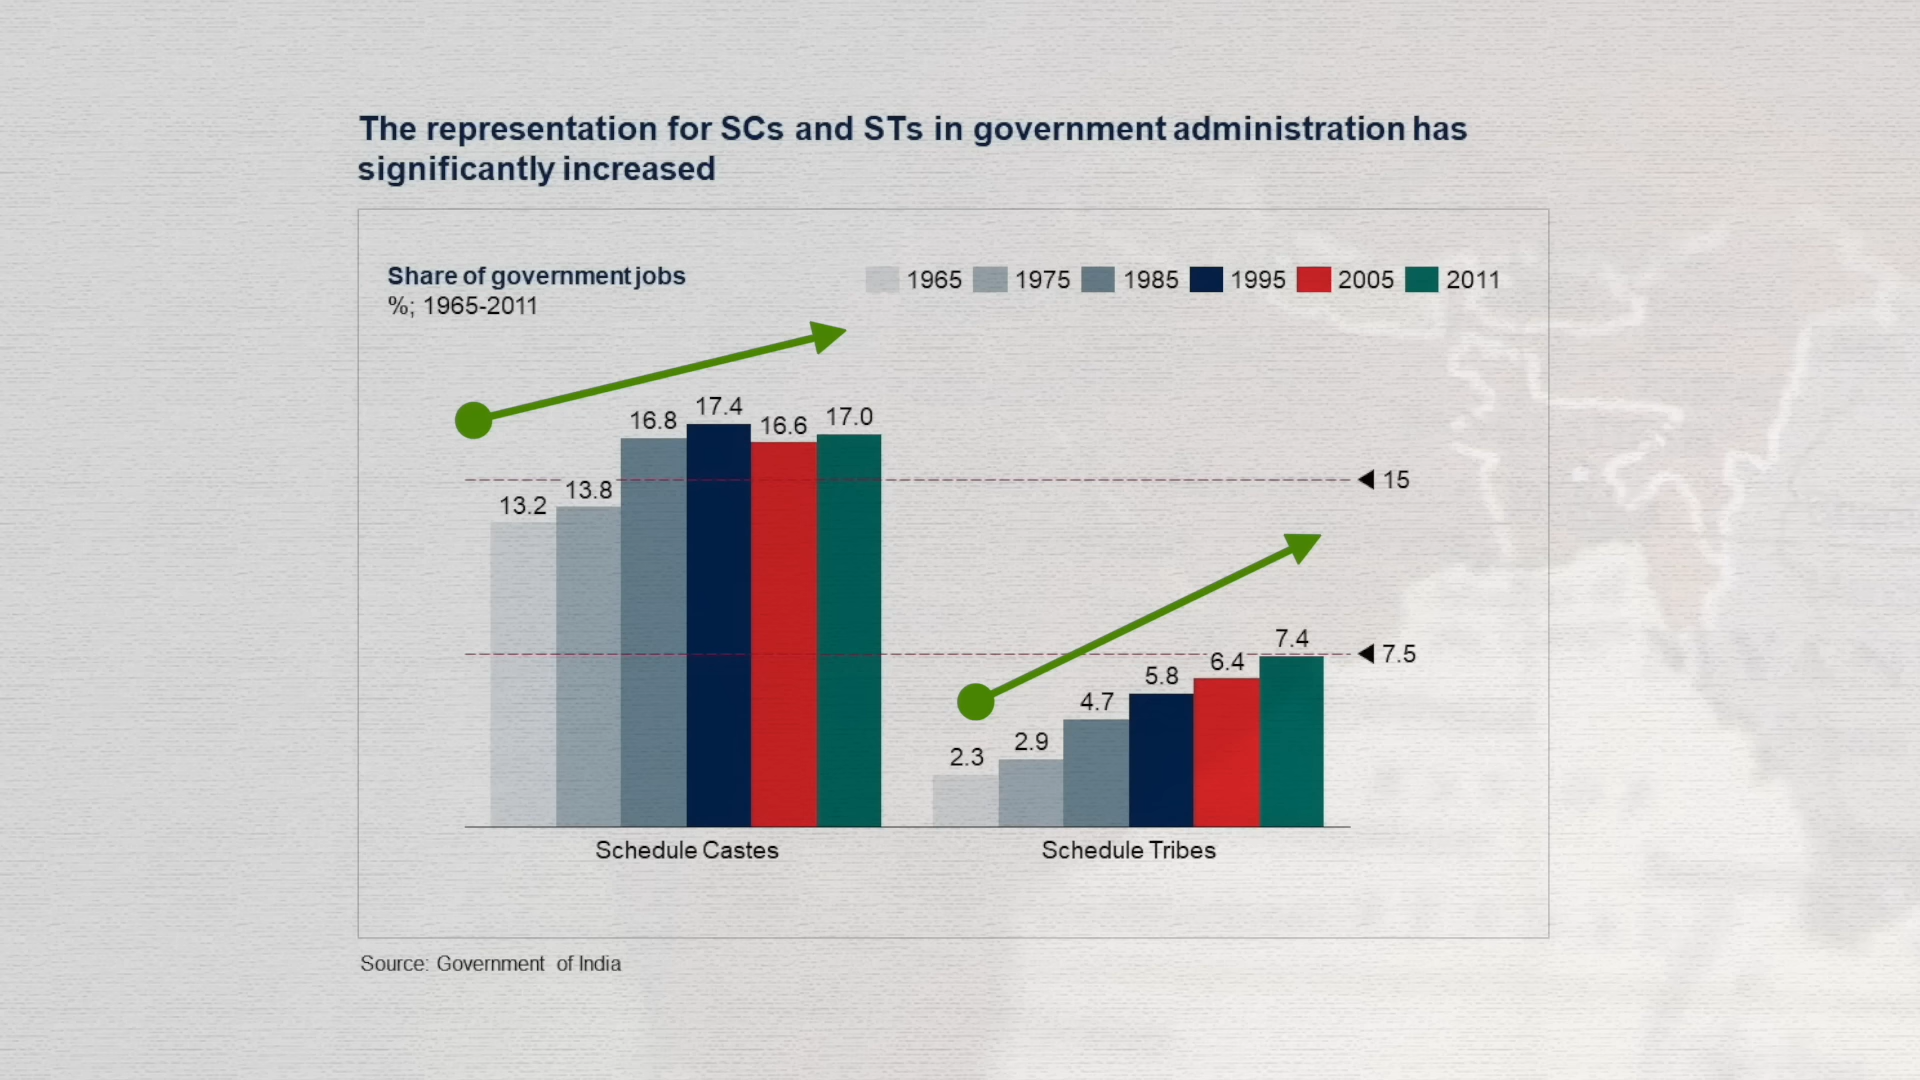 The representation for SCs and STs in government administration has
significantly increased
Share of government jobs
%; 1965-2011
1965 1975 1985 1995 2005 2011
13.2 13.8 16.8 17.4 16.6 17.0
15
2.3 2.9 4.7 5.8 6.4 7.4
7.5
Schedule Castes Schedule Tribes
Source: Government of India